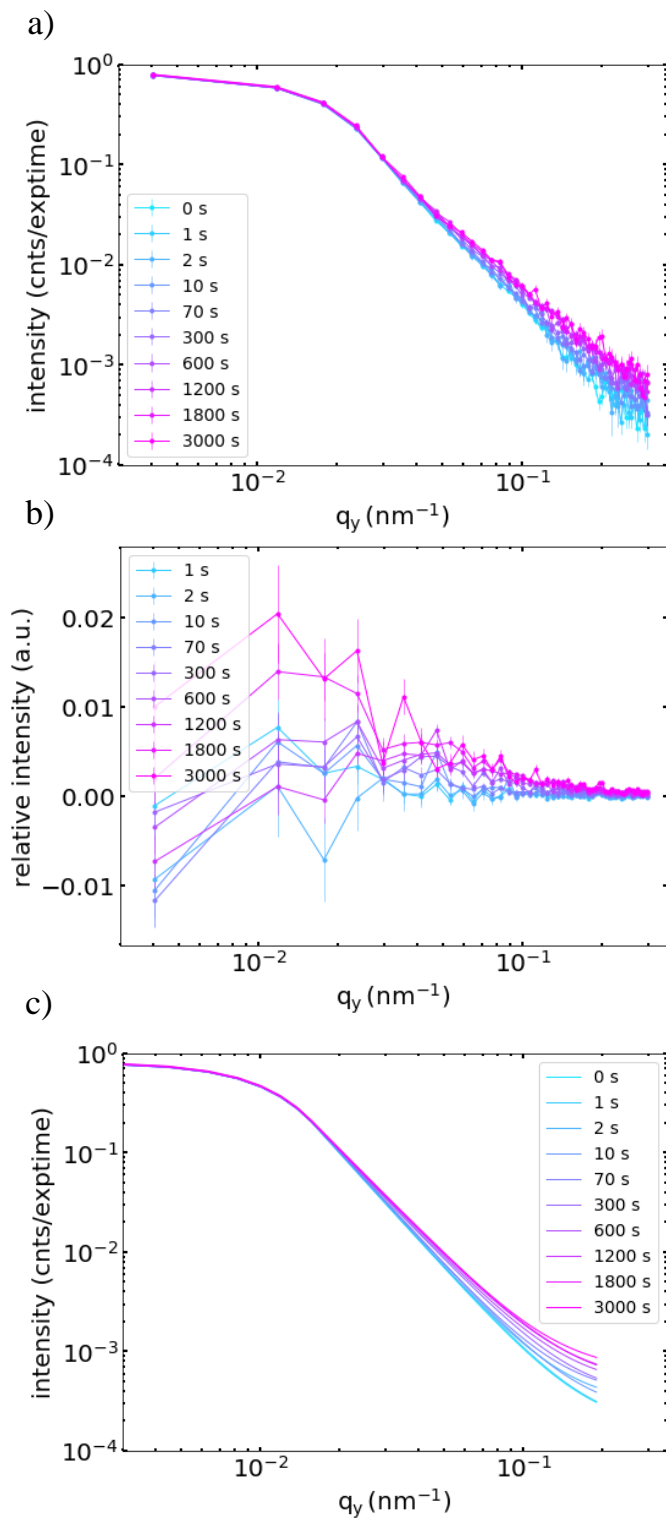 a)
10^0
10^-1
10^-2
10^-3
10^-4
intensity (cnts/exptime)
0 s
1 s
2 s
10 s
70 s
300 s
600 s
1200 s
1800 s
3000 s
10^-2
10^-1
q_y (nm^-1)
b)
0.02
0.01
0.00
−0.01
relative intensity (a.u.)
1 s
2 s
10 s
70 s
300 s
600 s
1200 s
1800 s
3000 s
10^-2
10^-1
q_y (nm^-1)
c)
10^0
10^-1
10^-2
10^-3
10^-4
intensity (cnts/exptime)
0 s
1 s
2 s
10 s
70 s
300 s
600 s
1200 s
1800 s
3000 s
10^-2
10^-1
q_y (nm^-1)